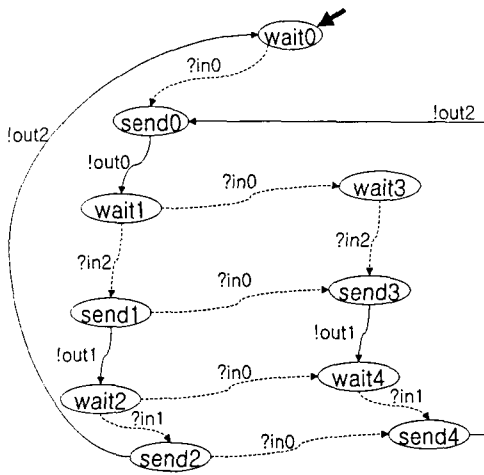 wait0
?in0
!out2
send0
!out2
!out0
?in0
wait3
wait1
?in2
?in2
?in0
send1
send3
!out1
!out1
?in0
wait4
wait2
?in1
?in1
?in0
send4
send2